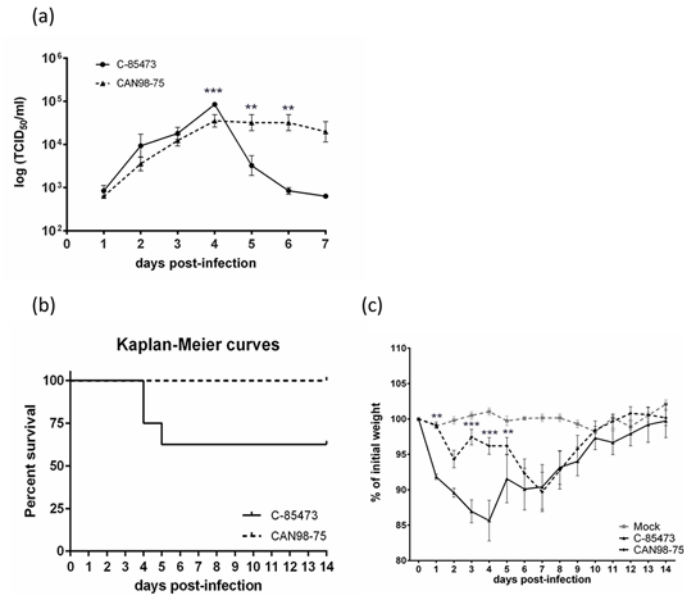 (a)
C-85473
CAN98-75
***
**
**
10⁶
10⁵
10⁴
10³
10²
log (TCID₅₀/ml)
0 1 2 3 4 5 6 7
days post-infection
(b)
Kaplan-Meier curves
100
75
50
25
0
Percent survival
C-85473
CAN98-75
0 1 2 3 4 5 6 7 8 9 10 11 12 13 14
days post-infection
(c)
110
105
100
95
90
85
80
% of initial weight
**
***
***
**
Mock
C-85473
CAN98-75
0 1 2 3 4 5 6 7 8 9 10 11 12 13 14
days post-infection